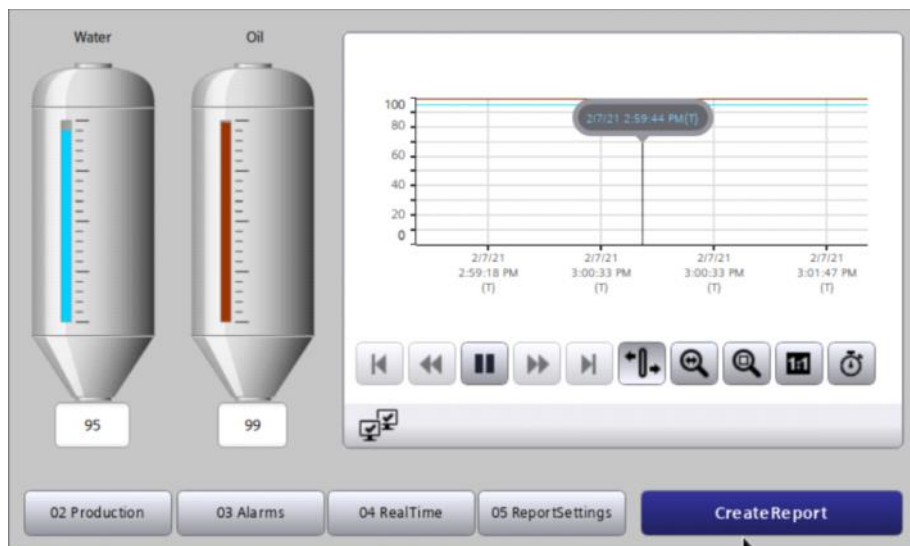 Water
Oil
100
80
60
40
20
0
2/7/21 2:59:44 PM(T)
2/7/21
2:59:18 PM
(T)
2/7/21
3:00:33 PM
(T)
2/7/21
3:00:33 PM
(T)
2/7/21
3:01:47 PM
(T)
1:1
95
99
02 Production
03 Alarms
04 RealTime
05 ReportSettings
CreateReport